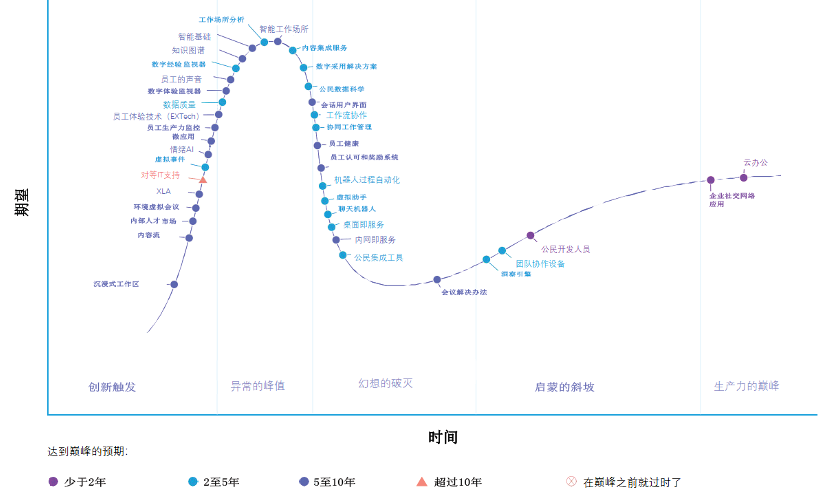 工作场所分析
智能工作场所
智能基础
内容集成服务
知识图谱
数字经验监视器
数字采用解决方案
员工的声音
数字体验监视器
公民数据科学
数据质量
会话用户界面
员工体验技术（EXTech）
工作流协作
员工生产力监控
协同工作管理
微应用
情绪AI
员工健康
虚拟事件
员工认可和奖励系统
云办公
对等IT支持
机器人过程自动化
XLA
虚拟助手
企业社交网络
应用
环境虚拟会议
聊天机器人
内部人才市场
桌面即服务
内容流
内网即服务
公民开发人员
公民集成工具
团队协作设备
洞察引擎
沉浸式工作区
会议解决办法
期望
创新触发
异常的峰值
幻想的破灭
启蒙的斜坡
生产力的巅峰
时间
达到巅峰的预期：
少于2年
2至5年
5至10年
超过10年
在巅峰之前就过时了